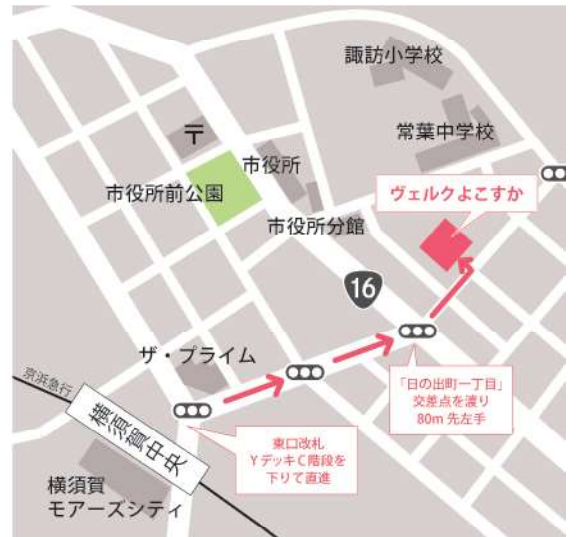 諏訪小学校
常葉中学校
〒
市役所
市役所前公園
ヴェルクよこすか
市役所分館
16
ザ・プライム
京浜急行
横須賀中央
「日の出町一丁目」
交差点を渡り
80m 先左手
東口改札
YデッキC階段を
下りて直進
横須賀
モアーズシティ